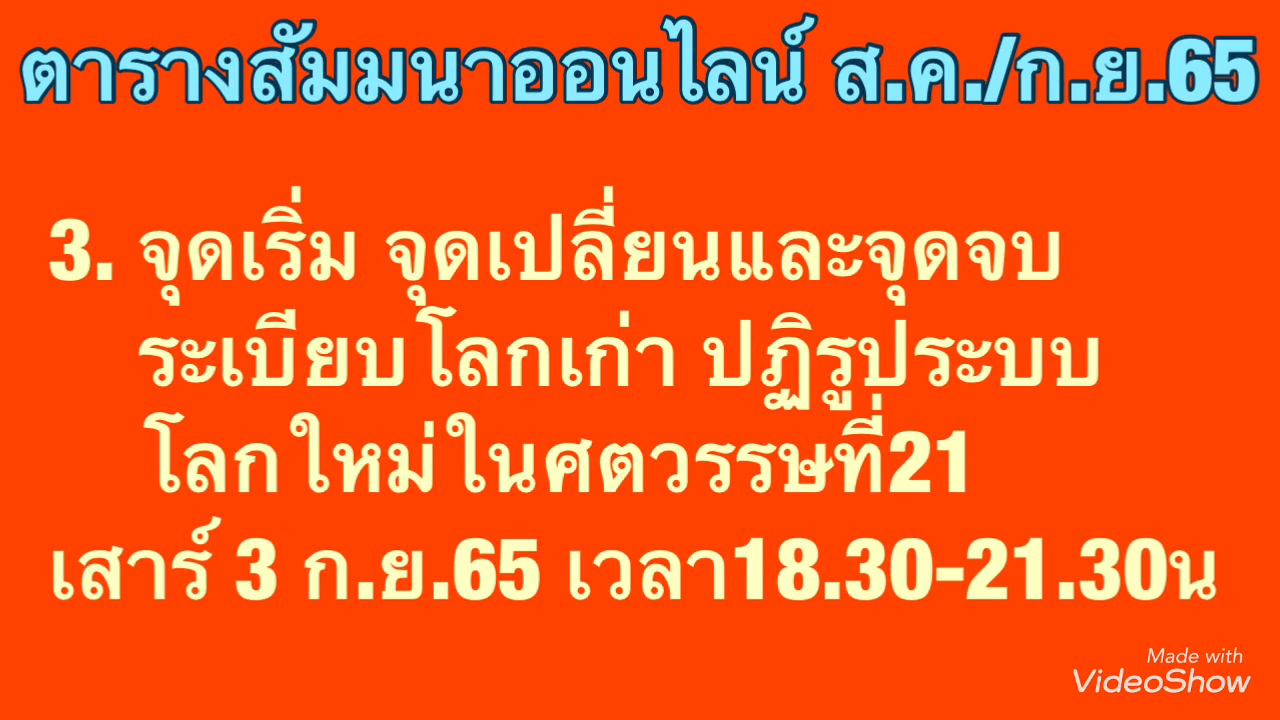 ตารางสัมมนาออนไลน์ ส.ค./ก.ย.65
3. จุดเริ่ม จุดเปลี่ยนและจุดจบ
ระเบียบโลกเก่า ปฏิรูประบบ
โลกใหม่ในศตวรรษที่21
เสาร์ 3 ก.ย.65 เวลา18.30-21.30น
Made with
VideoShow